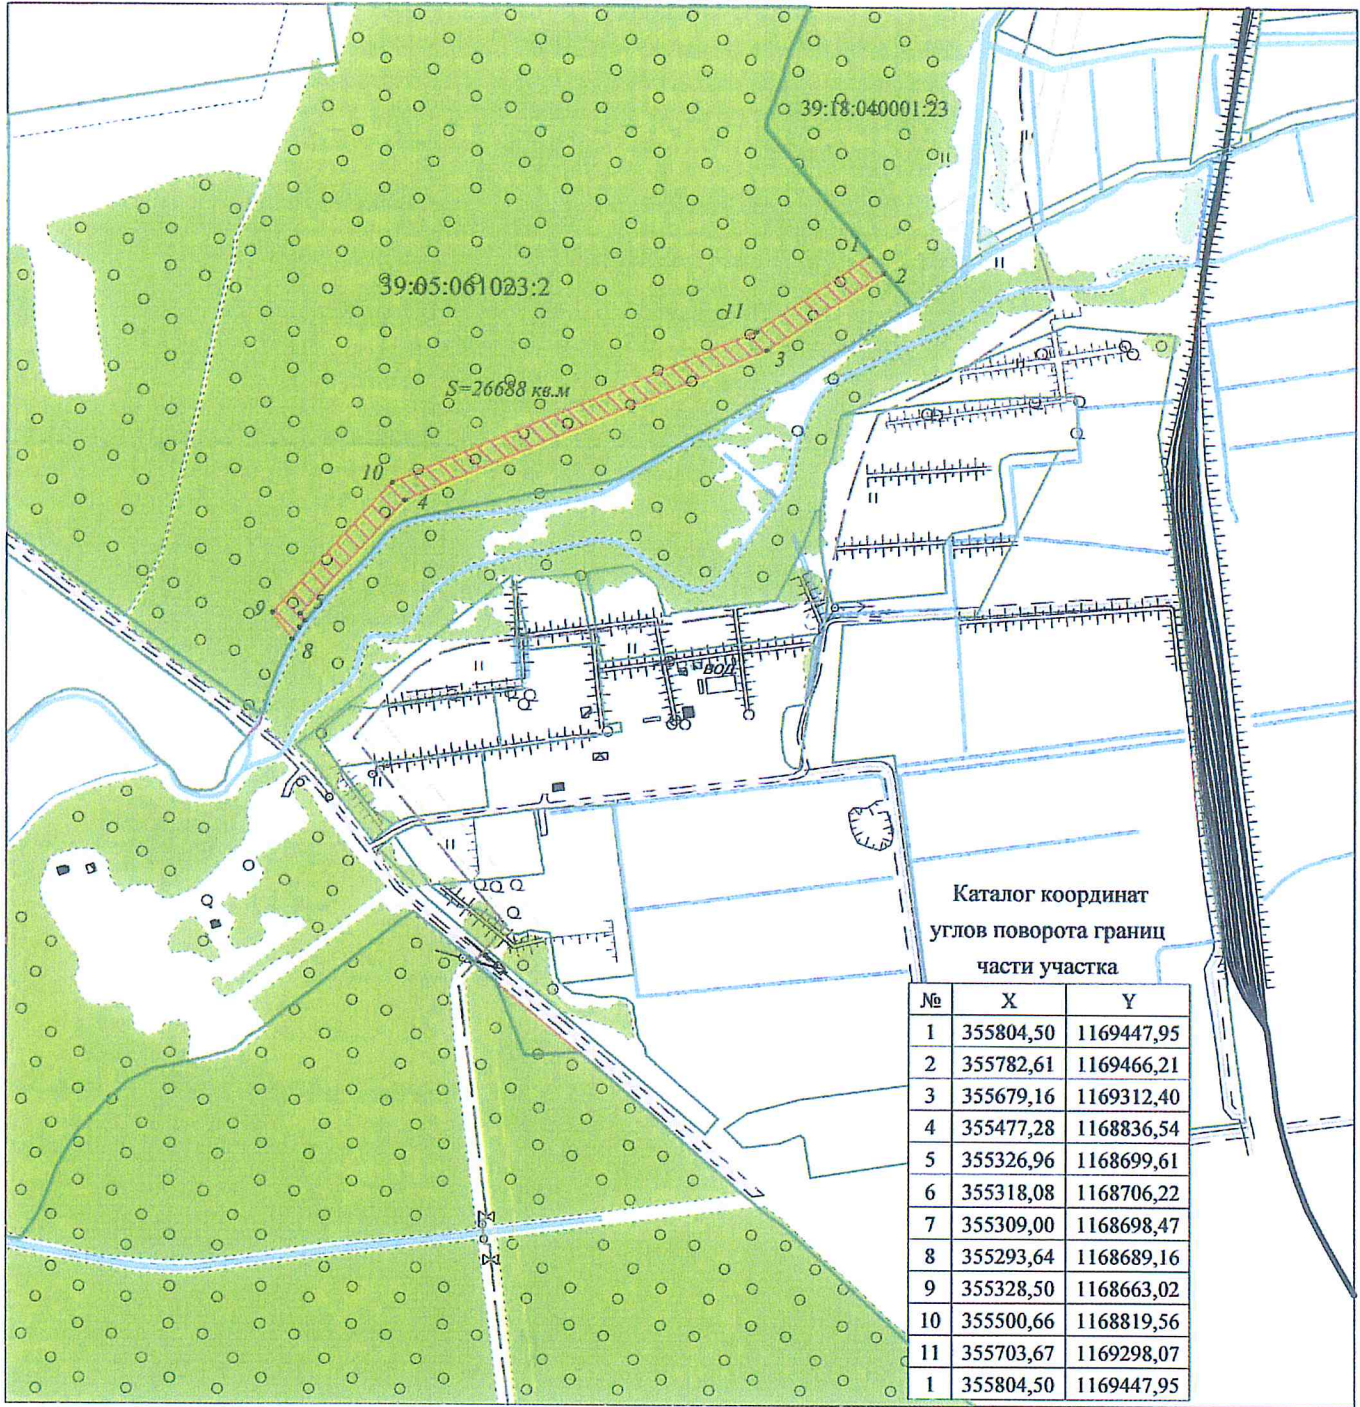 39:18:040001:23
1
2
39:05:061023:2
11
3
S=26688 кв.м
10
4
9
5
8
вод.
Каталог координат
углов поворота границ
части участка
№ X Y
1 355804,50 1169447,95
2 355782,61 1169466,21
3 355679,16 1169312,40
4 355477,28 1168836,54
5 355326,96 1168699,61
6 355318,08 1168706,22
7 355309,00 1168698,47
8 355293,64 1168689,16
9 355328,50 1168663,02
10 355500,66 1168819,56
11 355703,67 1169298,07
1 355804,50 1169447,95